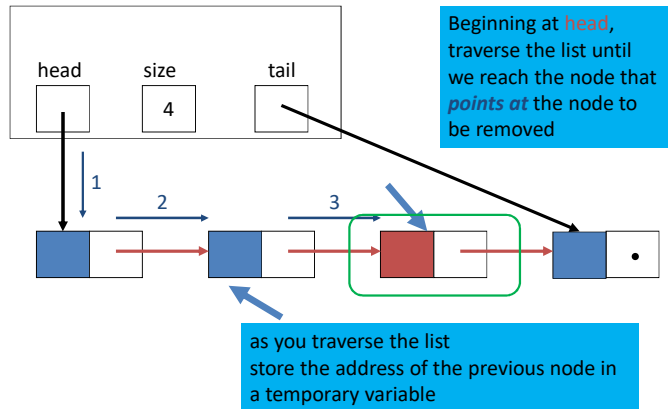 Beginning at head,
traverse the list until
we reach the node that
points at the node to
be removed
head size tail
4
1
2 3
as you traverse the list
store the address of the previous node in
a temporary variable